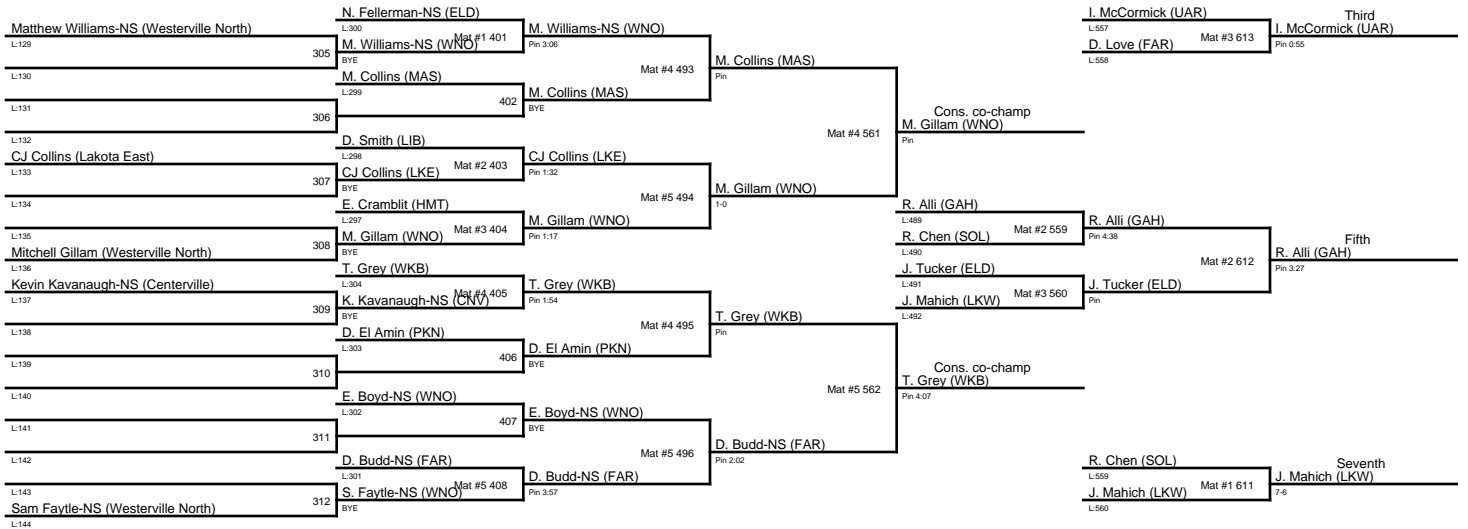 Matthew Williams-NS (Westerville North)
L:129
L:130
305
L:131
L:132
306
CJ Collins (Lakota East)
L:133
L:134
307
L:135
Mitchell Gillam (Westerville North)
L:136
308
Kevin Kavanaugh-NS (Centerville)
L:137
L:138
309
L:139
L:140
310
L:141
L:142
311
L:143
Sam Faytle-NS (Westerville North)
L:144
312
N. Fellerman-NS (ELD)
L:300
Mat #1 401
M. Williams-NS (WNO)
BYE
M. Collins (MAS)
L:299
402
D. Smith (LIB)
L:298
Mat #2 403
CJ Collins (LKE)
BYE
E. Cramblit (HMT)
L:297
Mat #3 404
M. Gillam (WNO)
BYE
T. Grey (WKB)
L:304
Mat #4 405
K. Kavanaugh-NS (CNV)
BYE
D. El Amin (PKN)
L:303
406
E. Boyd-NS (WNO)
L:302
407
D. Budd-NS (FAR)
L:301
Mat #5 408
S. Faytle-NS (WNO)
BYE
M. Williams-NS (WNO)
Pin 3:06
Mat #4 493
M. Collins (MAS)
BYE
CJ Collins (LKE)
Pin 1:32
Mat #5 494
M. Gillam (WNO)
Pin 1:17
T. Grey (WKB)
Pin 1:54
Mat #4 495
D. El Amin (PKN)
BYE
E. Boyd-NS (WNO)
BYE
Mat #5 496
D. Budd-NS (FAR)
Pin 3:57
M. Collins (MAS)
Pin
Mat #4 561
M. Gillam (WNO)
1-0
T. Grey (WKB)
Pin
Mat #5 562
D. Budd-NS (FAR)
Pin 2:02
Cons. co-champ
M. Gillam (WNO)
Pin
Cons. co-champ
T. Grey (WKB)
Pin 4:07
R. Alli (GAH)
L:489
Mat #2 559
R. Chen (SOL)
L:490
J. Tucker (ELD)
L:491
Mat #3 560
J. Mahich (LKW)
L:492
R. Alli (GAH)
Pin 4:38
Mat #2 612
J. Tucker (ELD)
Pin
Fifth
R. Alli (GAH)
Pin 3:27
I. McCormick (UAR)
L:557
Mat #3 613
D. Love (FAR)
L:558
Third
I. McCormick (UAR)
Pin 0:55
R. Chen (SOL)
L:559
Mat #1 611
J. Mahich (LKW)
L:560
Seventh
J. Mahich (LKW)
7-6